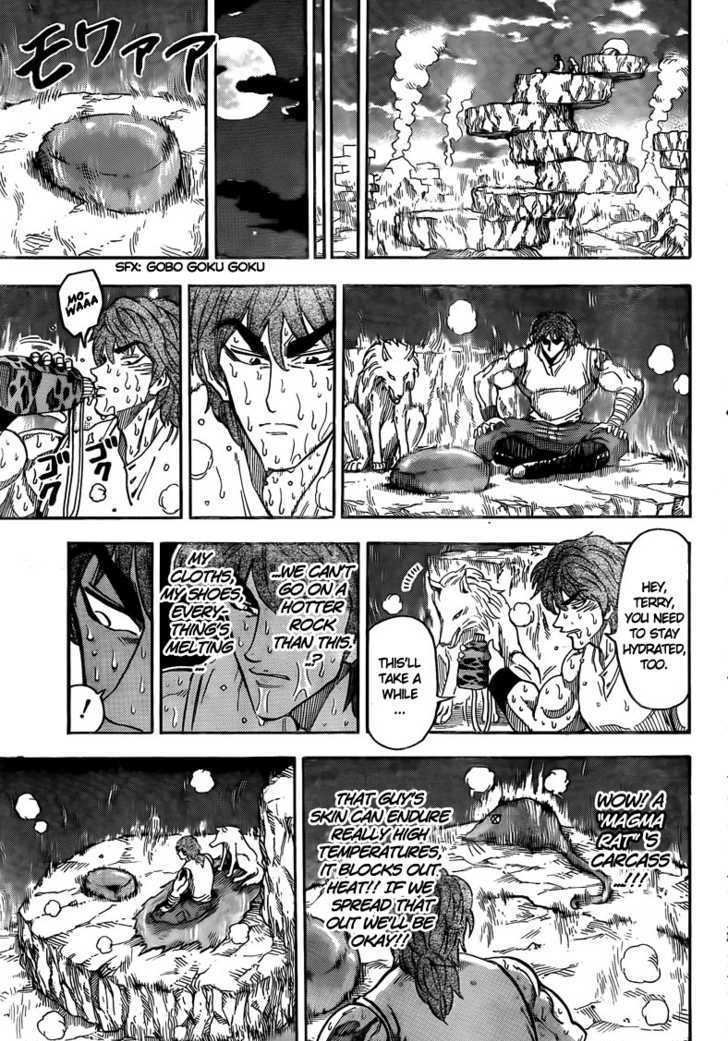 モワァァ
SFX: GOBO GOKU GOKU
MO-
WAAA
ゴク
ゴク
HEY,
TERRY,
YOU NEED
TO STAY
HYDRATED,
TOO.
THIS'LL
TAKE A
WHILE
...
...WE CAN'T
GO ON A
HOTTER
ROCK
THAN THIS.
..?
MY
CLOTHS,
MY SHOES,
EVERY-
THING'S
MELTING
...
!
WOW! A
"MAGMA
RAT"'S
CARCASS
...!!!
THAT GUY'S
SKIN CAN ENDURE
REALLY HIGH
TEMPERATURES,
IT BLOCKS OUT
HEAT!! IF WE
SPREAD THAT
OUT WE'LL BE
OKAY!!